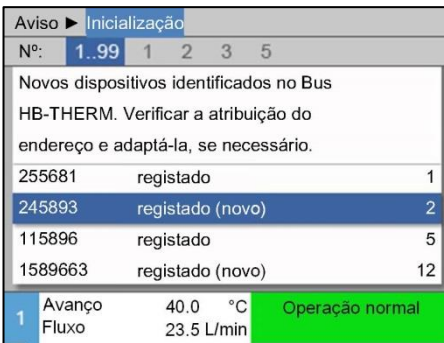 Aviso ► Inicialização
Nº: 1..99 1 2 3 5
Novos dispositivos identificados no Bus
HB-THERM. Verificar a atribuição do
endereço e adaptá-la, se necessário.
255681 registado 1
245893 registado (novo) 2
115896 registado 5
1589663 registado (novo) 12
1 Avanço 40.0 °C Operação normal
Fluxo 23.5 L/min